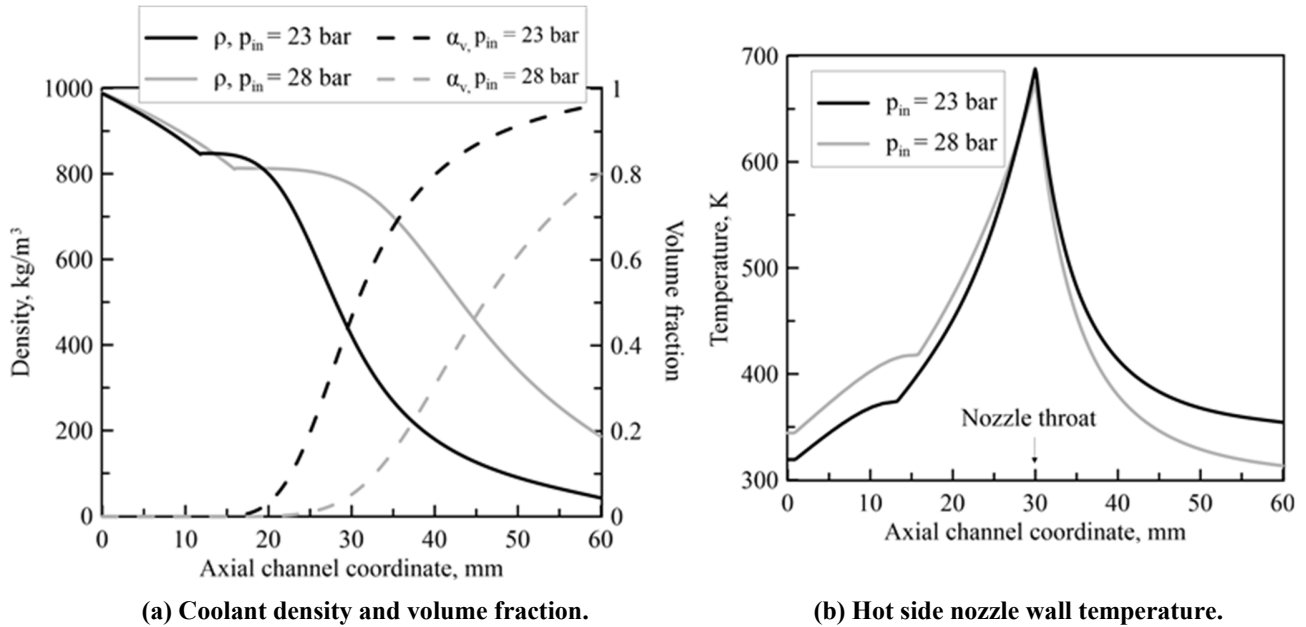 ρ, p_in = 23 bar
α_v, p_in = 23 bar
ρ, p_in = 28 bar
α_v, p_in = 28 bar
1000
800
600
400
200
0
Density, kg/m³
1
0.8
0.6
0.4
0.2
0
Volume fraction
0 10 20 30 40 50 60
Axial channel coordinate, mm
(a) Coolant density and volume fraction.
700
600
500
400
300
Temperature, K
p_in = 23 bar
p_in = 28 bar
Nozzle throat
0 10 20 30 40 50 60
Axial channel coordinate, mm
(b) Hot side nozzle wall temperature.